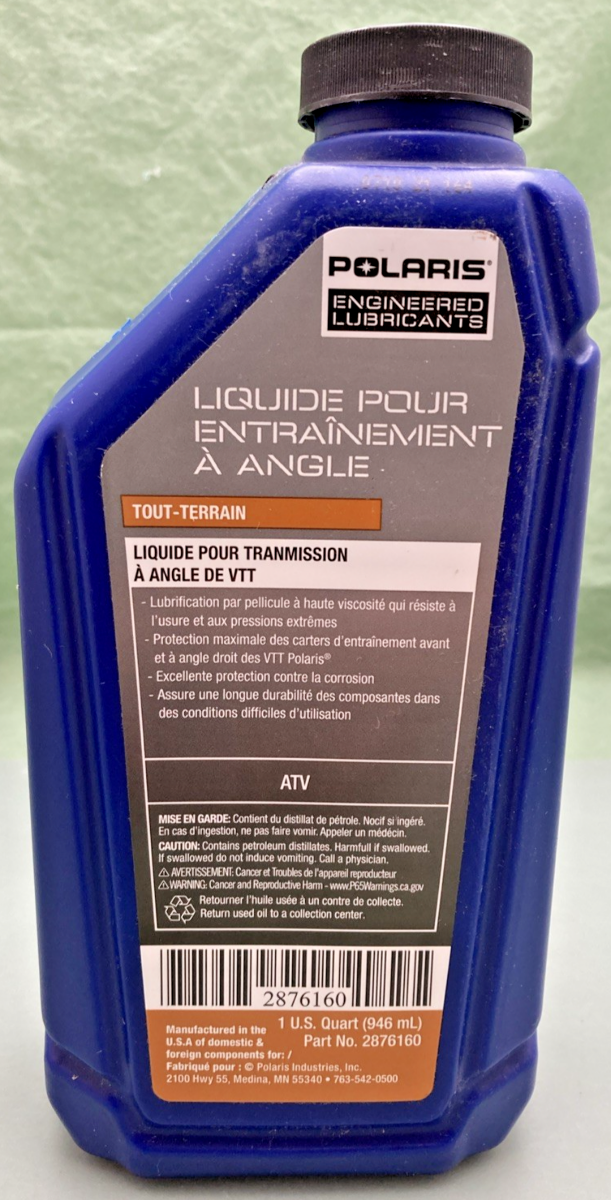 POLARIS®
ENGINEERED
LUBRICANTS
LIQUIDE POUR
ENTRAÎNEMENT
À ANGLE
TOUT-TERRAIN
LIQUIDE POUR TRANMISSION
À ANGLE DE VTT
- Lubrification par pellicule à haute viscosité qui résiste à
l'usure et aux pressions extrêmes
- Protection maximale des carters d'entraînement avant
et à angle droit des VTT Polaris®
- Excellente protection contre la corrosion
- Assure une longue durabilité des composantes dans
des conditions difficiles d'utilisation
ATV
MISE EN GARDE: Contient du distillat de pétrole. Nocif si ingéré.
En cas d'ingestion, ne pas faire vomir. Appeler un médécin.
CAUTION: Contains petroleum distillates. Harmfull if swallowed.
If swallowed do not induce vomiting. Call a physician.
⚠ AVERTISSEMENT: Cancer et Troubles de l'appareil reproducteur
⚠ WARNING: Cancer and Reproductive Harm - www.P65Warnings.ca.gov
Retourner l'huile usée à un contre de collecte.
Return used oil to a collection center.
2876160
1 U.S. Quart (946 mL)
Part No. 2876160
Manufactured in the
U.S.A of domestic &
foreign components for: /
Fabriqué pour : © Polaris Industries, Inc.
2100 Hwy 55, Medina, MN 55340 • 763-542-0500